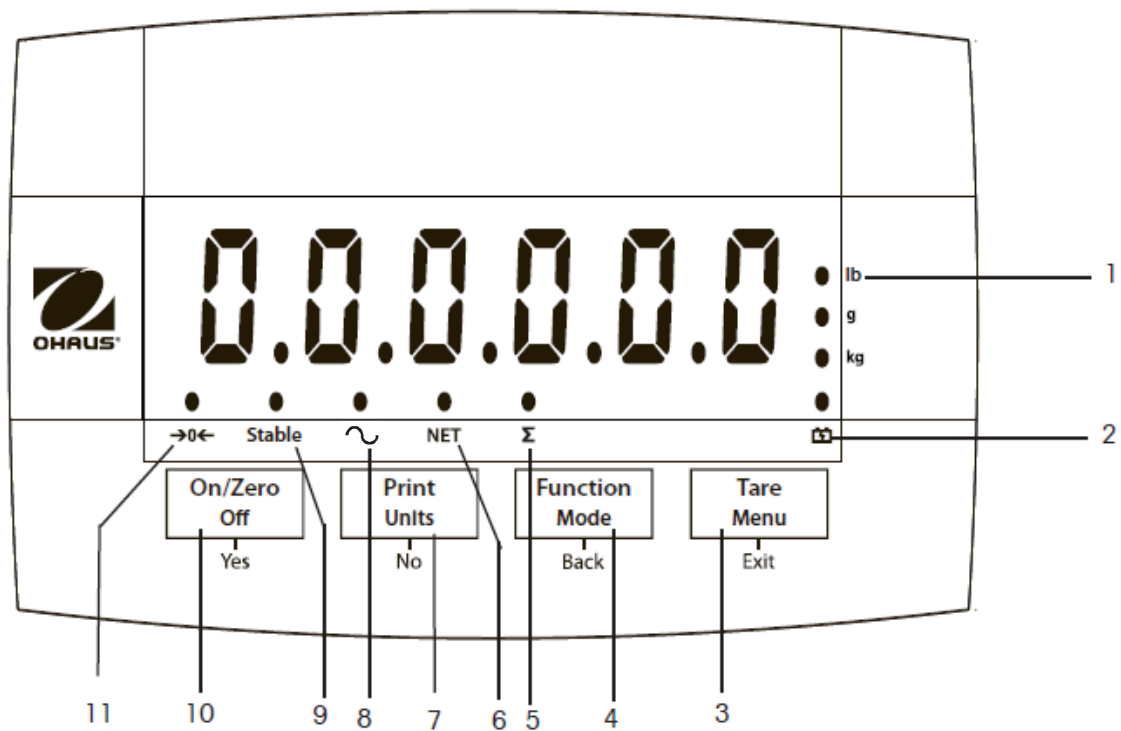 0.0.0.0.0.0
lb
1
g
OHAUS
kg
→0← Stable ∿ NET Σ
2
On/Zero Print Function Tare
Off Units Mode Menu
Yes No Back Exit
11 10 9 8 7 6 5 4 3